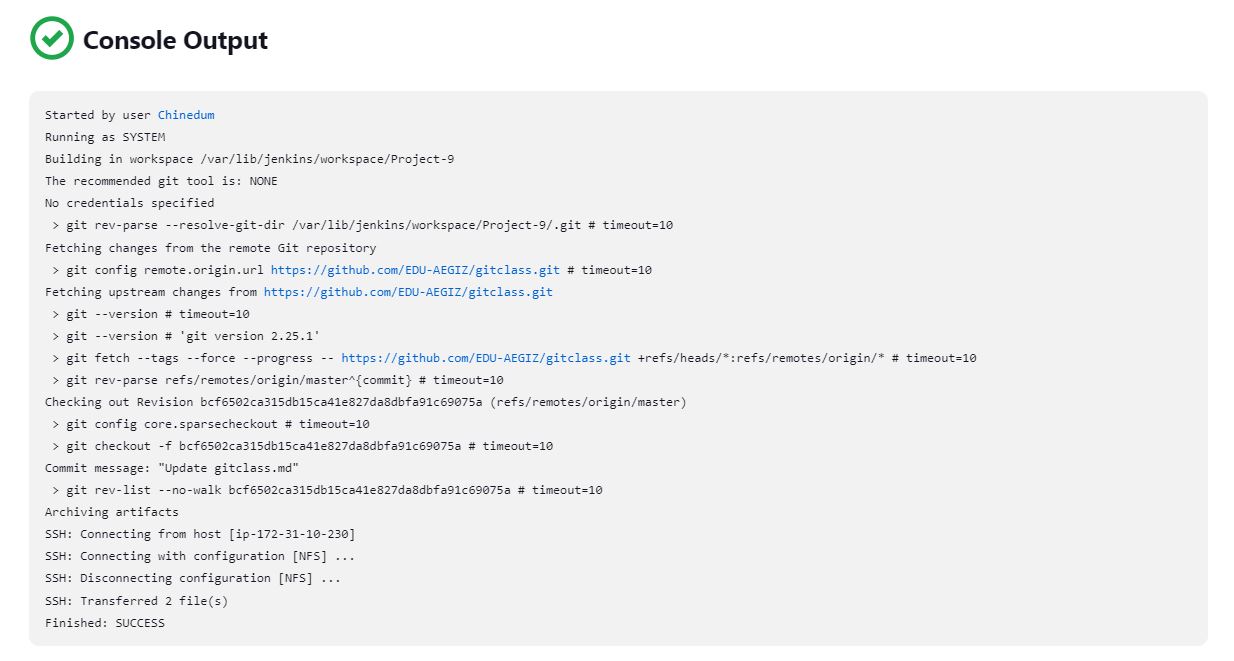 Console Output
Started by user Chinedum
Running as SYSTEM
Building in workspace /var/lib/jenkins/workspace/Project-9
The recommended git tool is: NONE
No credentials specified
 > git rev-parse --resolve-git-dir /var/lib/jenkins/workspace/Project-9/.git # timeout=10
Fetching changes from the remote Git repository
 > git config remote.origin.url https://github.com/EDU-AEGIZ/gitclass.git # timeout=10
Fetching upstream changes from https://github.com/EDU-AEGIZ/gitclass.git
 > git --version # timeout=10
 > git --version # 'git version 2.25.1'
 > git fetch --tags --force --progress -- https://github.com/EDU-AEGIZ/gitclass.git +refs/heads/*:refs/remotes/origin/* # timeout=10
 > git rev-parse refs/remotes/origin/master^{commit} # timeout=10
Checking out Revision bcf6502ca315db15ca41e827da8dbfa91c69075a (refs/remotes/origin/master)
 > git config core.sparsecheckout # timeout=10
 > git checkout -f bcf6502ca315db15ca41e827da8dbfa91c69075a # timeout=10
Commit message: "Update gitclass.md"
 > git rev-list --no-walk bcf6502ca315db15ca41e827da8dbfa91c69075a # timeout=10
Archiving artifacts
SSH: Connecting from host [ip-172-31-10-230]
SSH: Connecting with configuration [NFS] ...
SSH: Disconnecting configuration [NFS] ...
SSH: Transferred 2 file(s)
Finished: SUCCESS